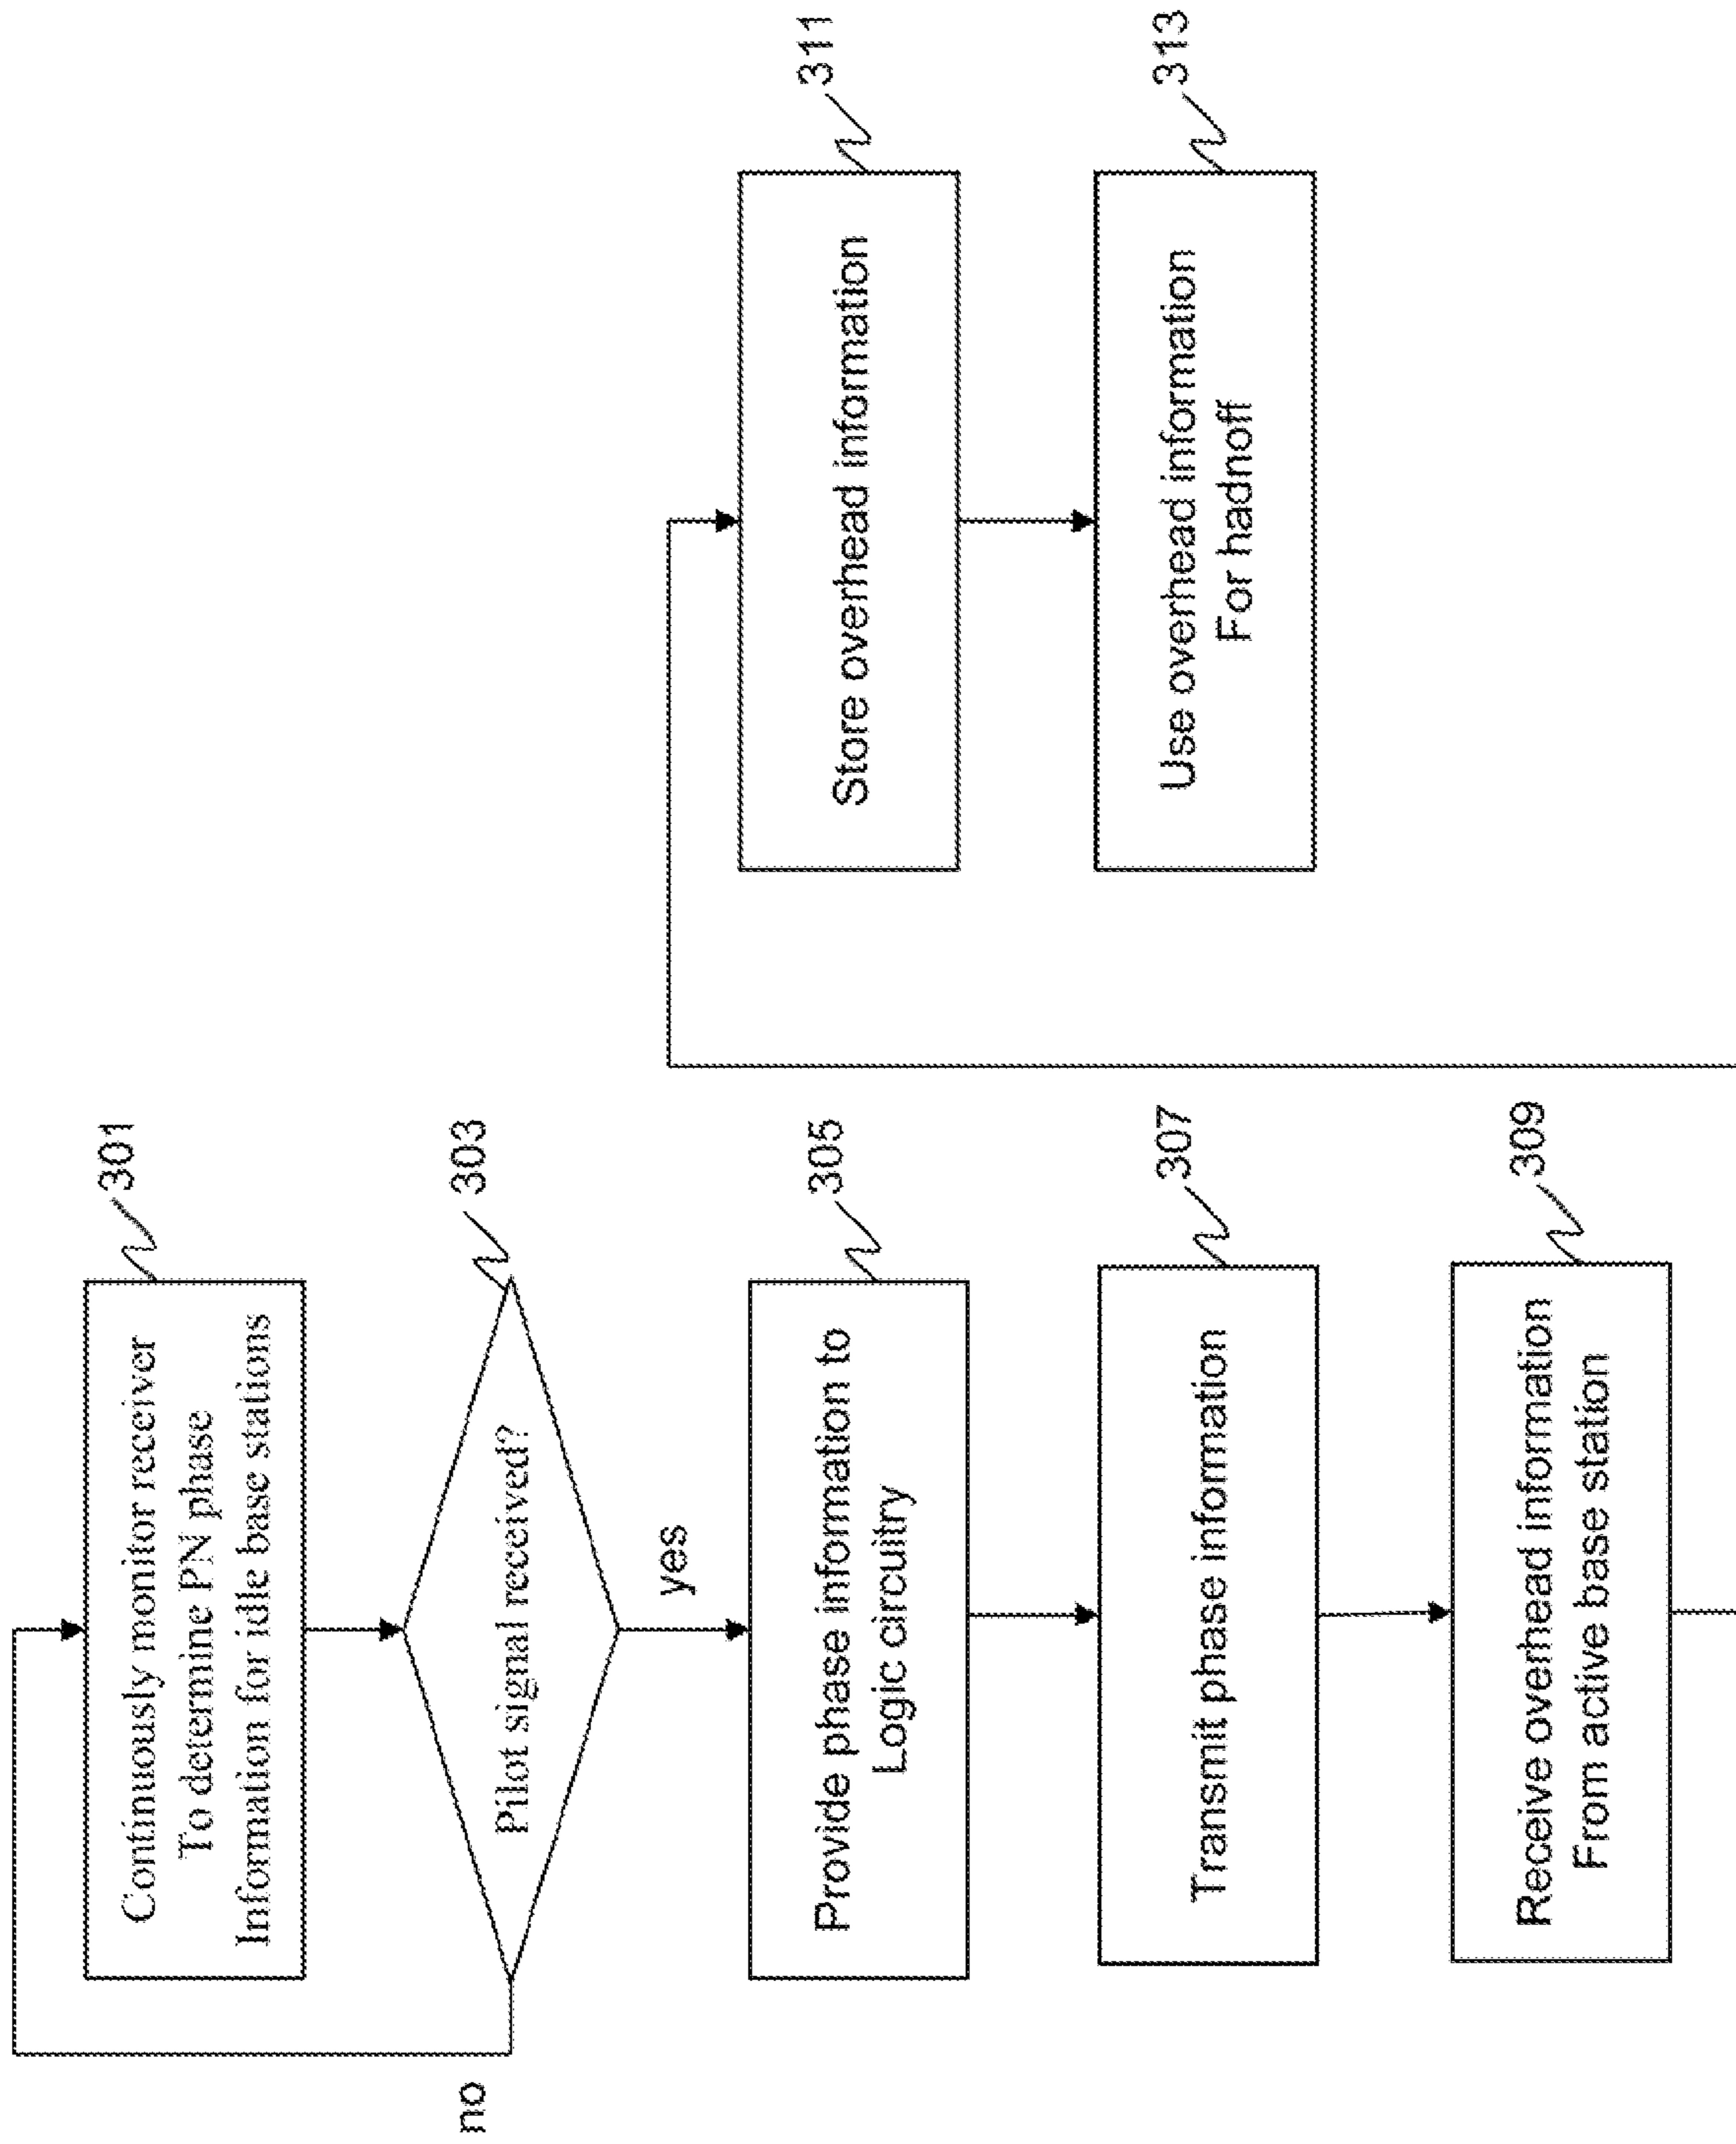 301
Continuously monitor receiver
To determine PN phase
Information for idle base stations
303
Pilot signal received?
no
yes
305
Provide phase information to
Logic circuitry
307
Transmit phase information
309
Receive overhead information
From active base station
311
Store overhead information
313
Use overhead information
For hadnoff